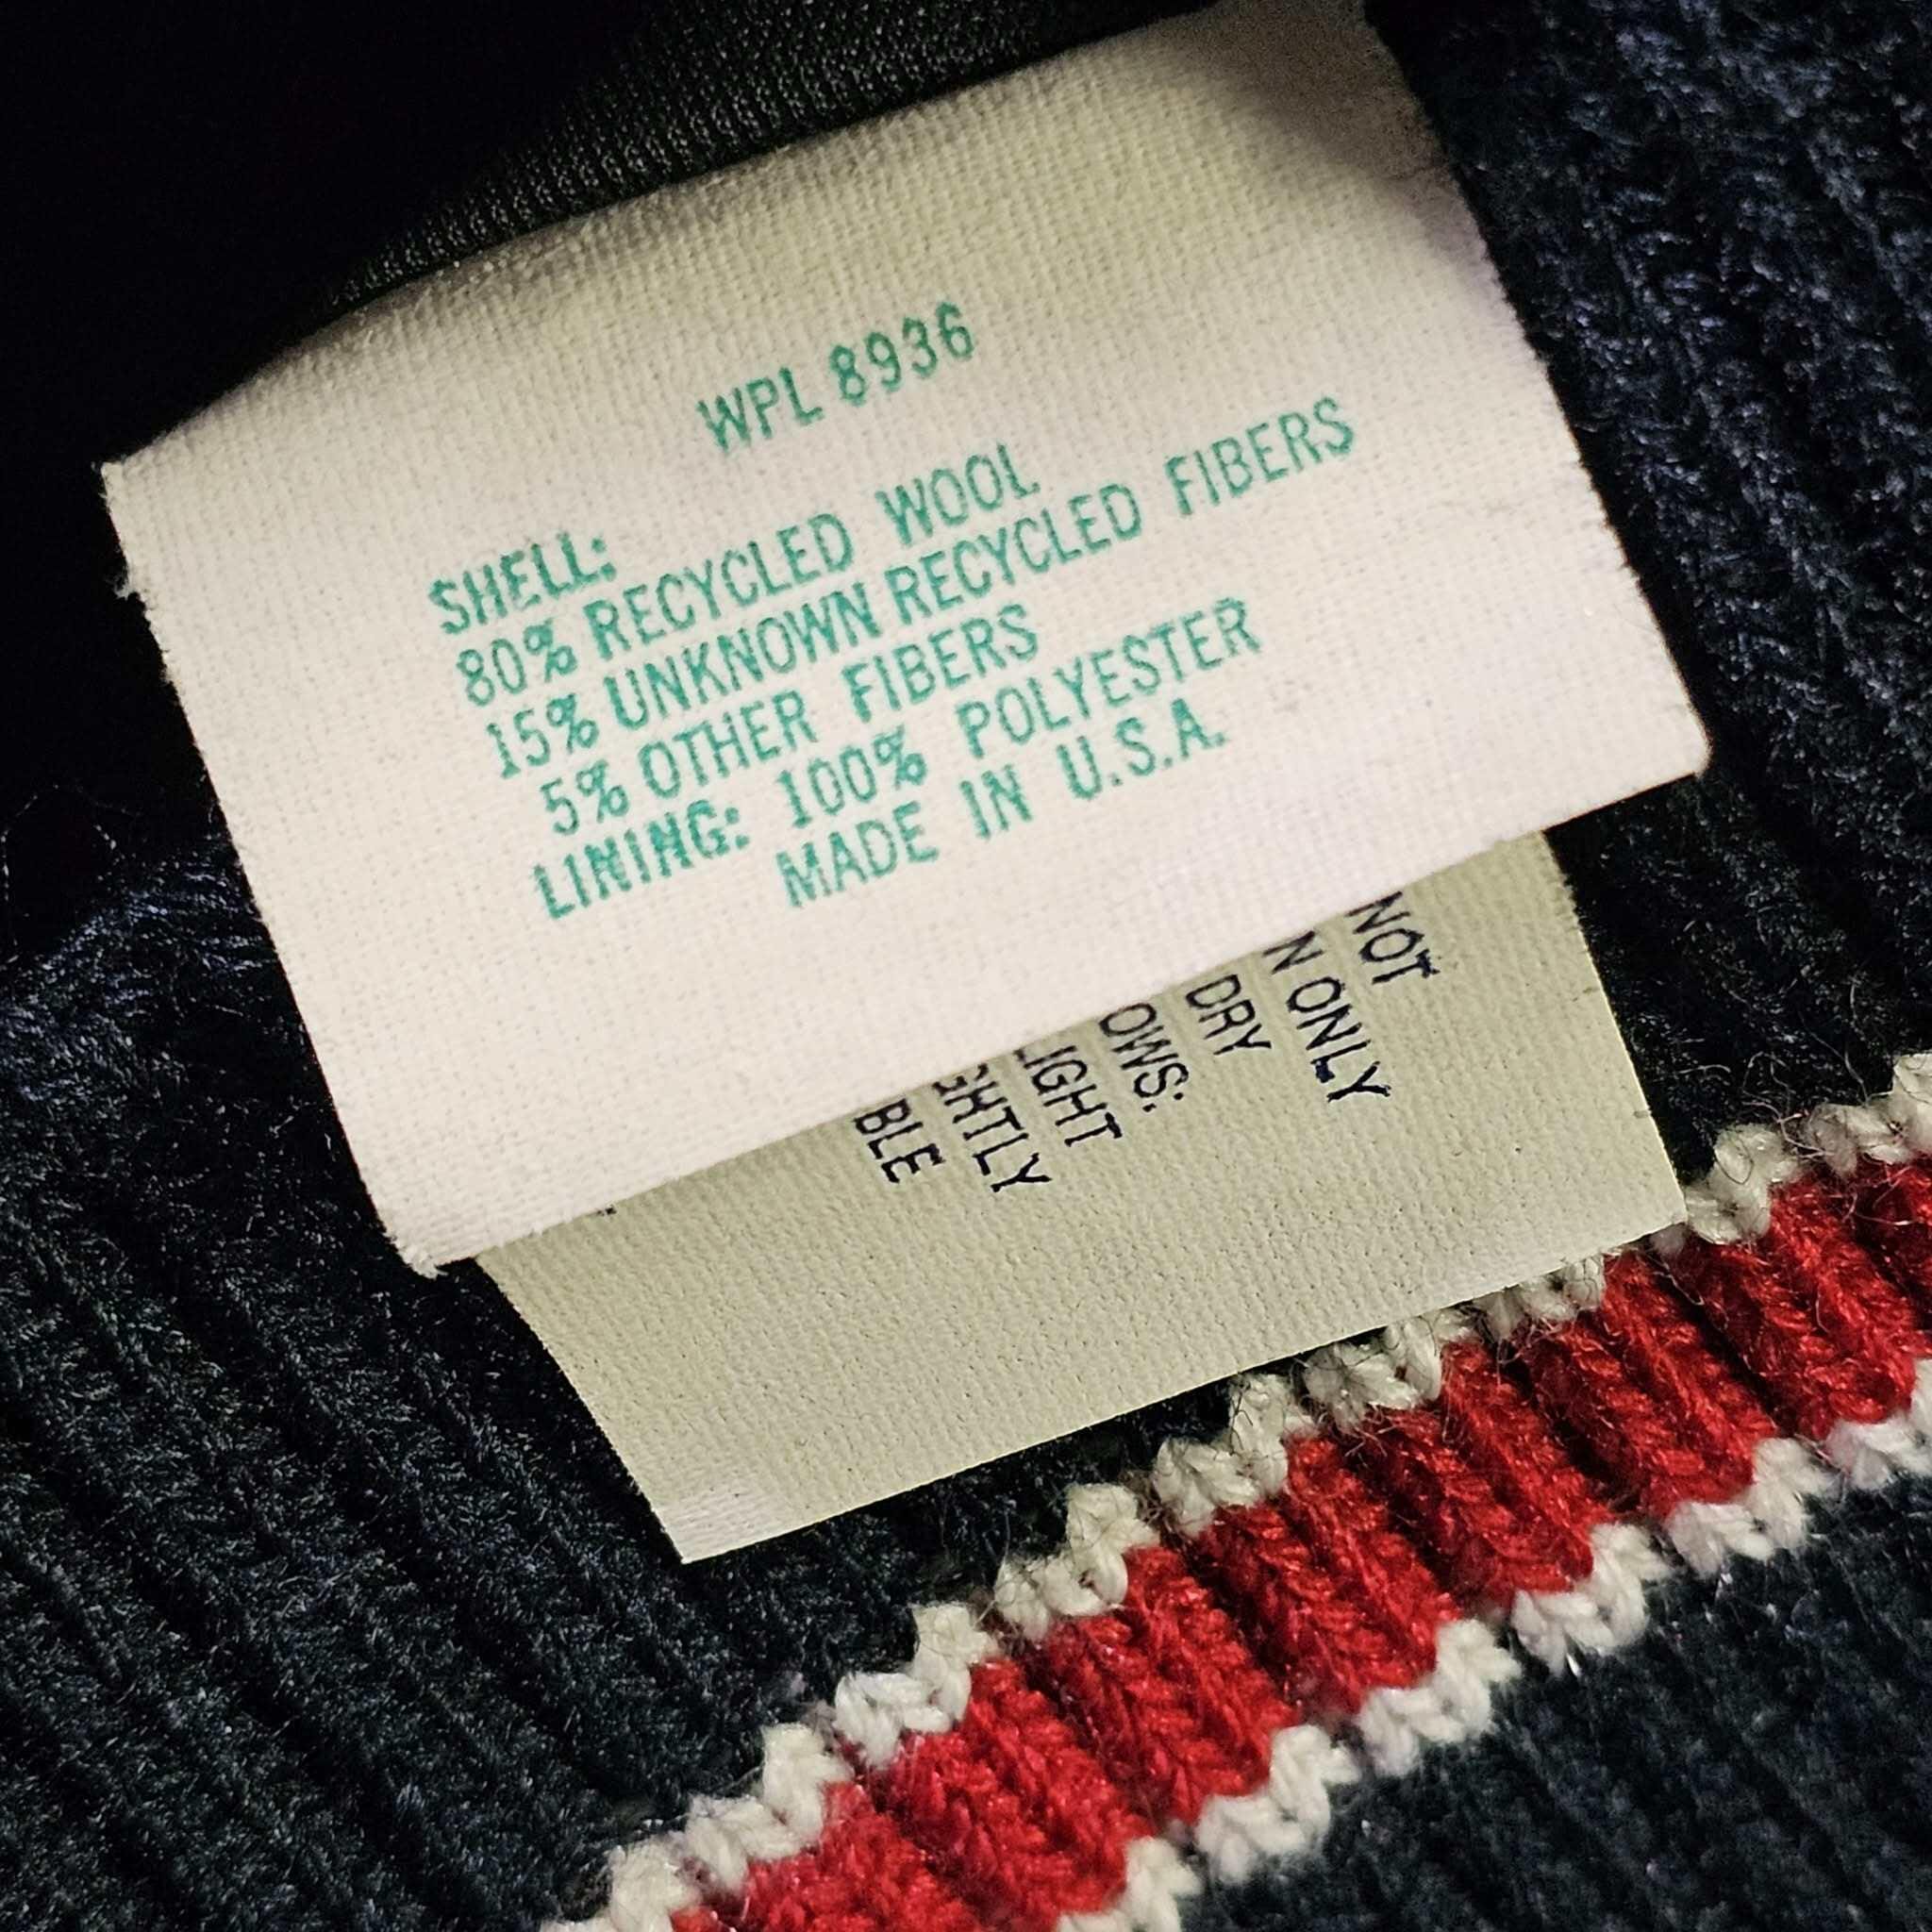 WPL 8936
SHELL:
80% RECYCLED WOOL
15% UNKNOWN RECYCLED FIBERS
5% OTHER FIBERS
LINING: 100% POLYESTER
MADE IN U.S.A.
NOT
N ONLY
DRY
OWS:
LIGHT
GHTLY
BLE